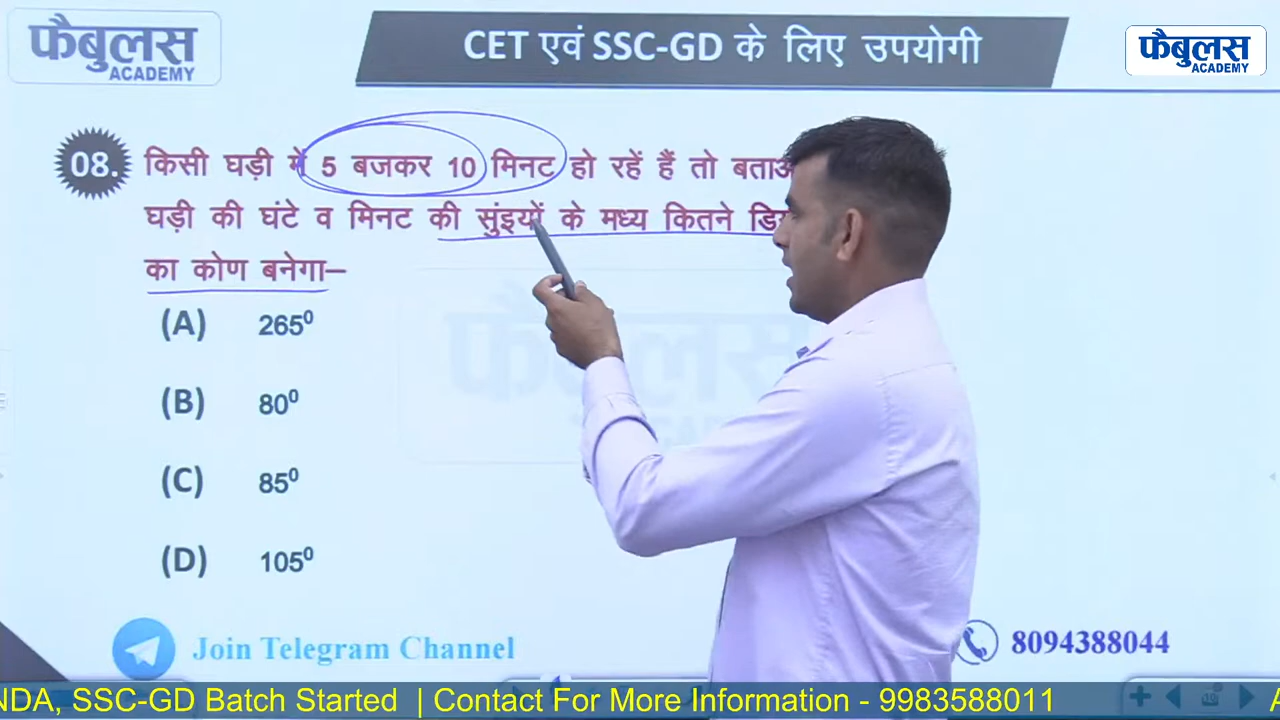 फैबुलस
ACADEMY
CET एवं SSC-GD के लिए उपयोगी
फैबुलस
ACADEMY
08. किसी घड़ी में 5 बजकर 10 मिनट हो रहें हैं तो
घड़ी की घंटे व मिनट की सुंइयों के मध्य कितने
का कोण बनेगा–
(A) 265⁰
(B) 80⁰
(C) 85⁰
(D) 105⁰
Join Telegram Channel
8094388044
NDA, SSC-GD Batch Started | Contact For More Information - 9983588011